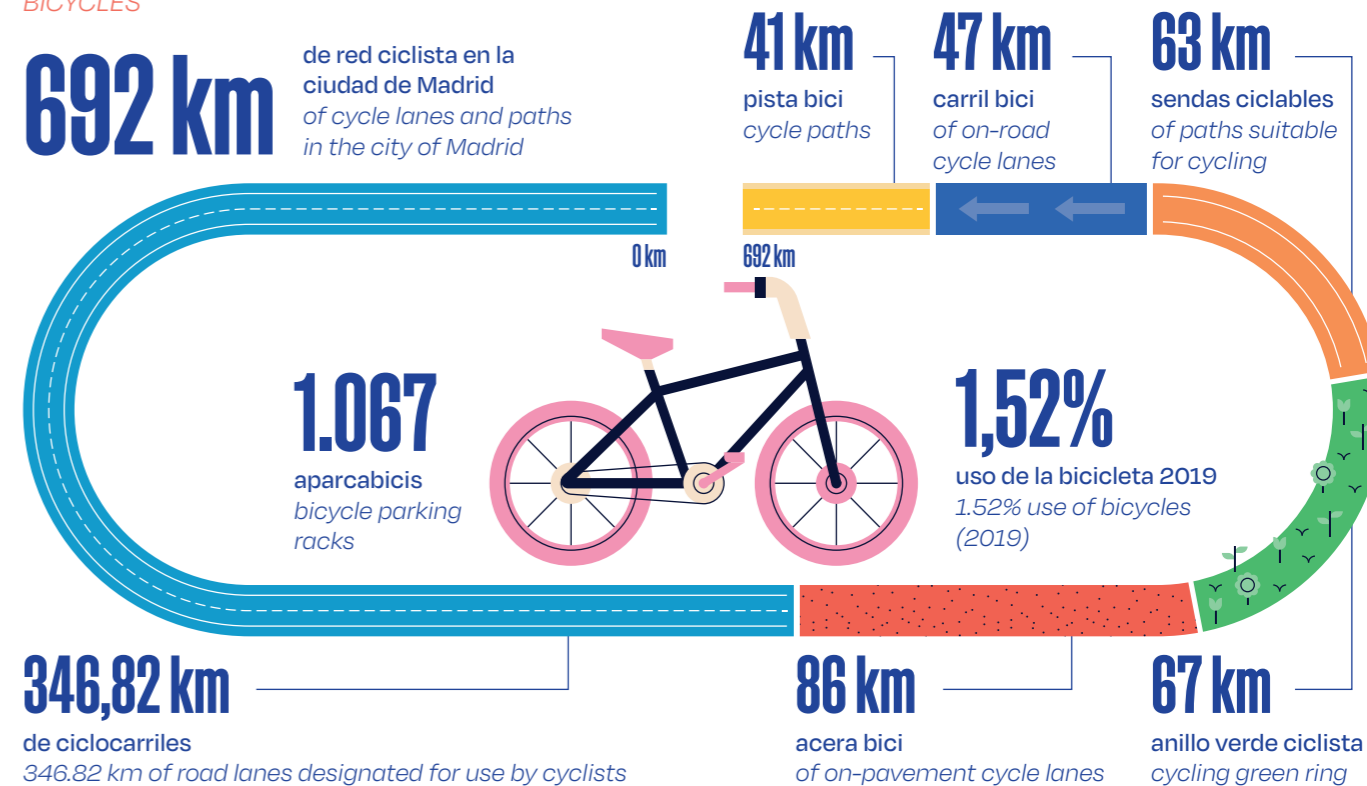 BICYCLES
692 km
de red ciclista en la
ciudad de Madrid
of cycle lanes and paths
in the city of Madrid
41 km
pista bici
cycle paths
47 km
carril bici
of on-road
cycle lanes
63 km
sendas ciclables
of paths suitable
for cycling
0 km
692 km
1.067
aparcabicis
bicycle parking
racks
1,52%
uso de la bicicleta 2019
1.52% use of bicycles
(2019)
346,82 km
de ciclocarriles
346.82 km of road lanes designated for use by cyclists
86 km
acera bici
of on-pavement cycle lanes
67 km
anillo verde ciclista
cycling green ring